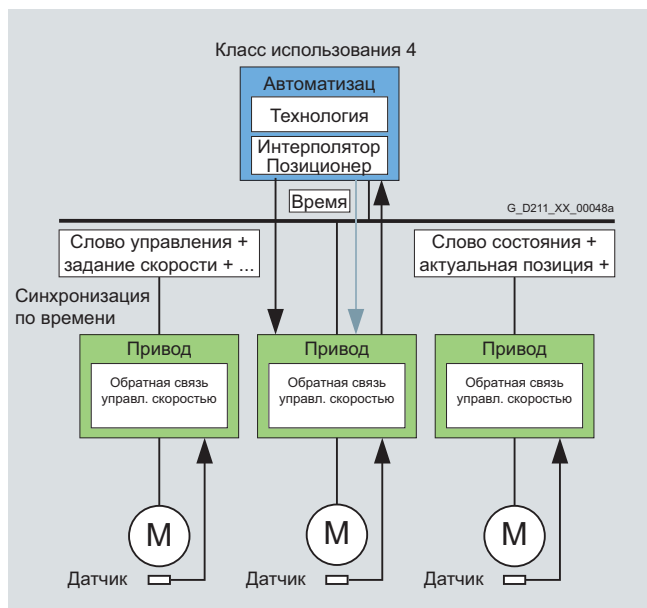 Класс использования 4
Автоматизац
Технология
Интерполятор
Позиционер
Время
G_D211_XX_00048a
Слово управления +
задание скорости + ...
Слово состояния +
актуальная позиция +
Синхронизация
по времени
Привод
Обратная связь
управл. скоростью
Привод
Обратная связь
управл. скоростью
Привод
Обратная связь
управл. скоростью
М
М
М
Датчик
Датчик
Датчик